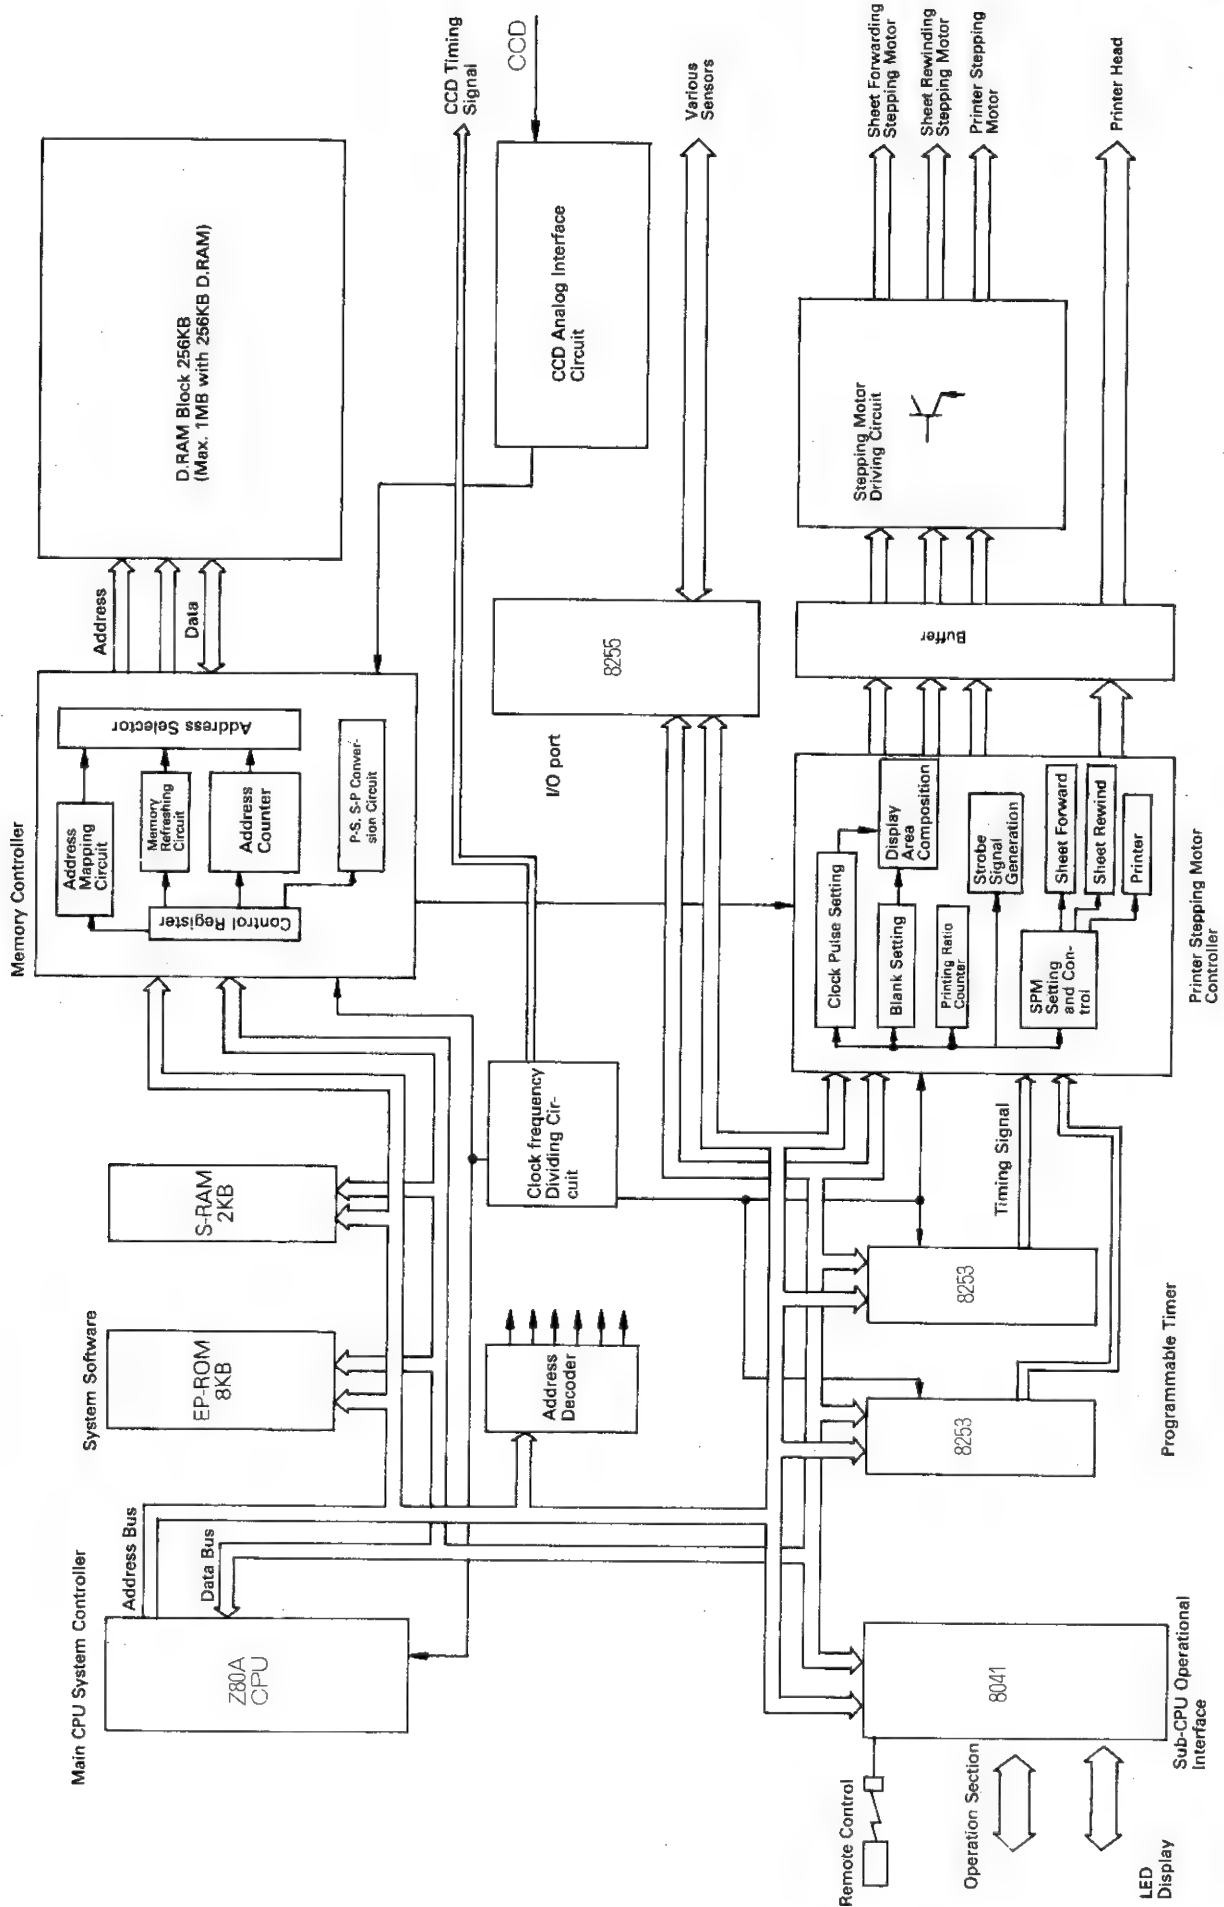 Main CPU System Controller
Z80A
CPU
Address Bus
Data Bus
System Software
EP-ROM
8KB
S-RAM
2KB
Memory Controller
Address
Mapping
Circuit
Memory
Refreshing
Circuit
Address
Counter
Control Register
Address Selector
P-S, S-P Conver-
sion Circuit
Address
Data
D.RAM Block 256KB
(Max. 1MB with 256KB D.RAM)
CCD Timing
Signal
CCD
CCD Analog Interface
Circuit
Address
Decoder
Clock frequency
Dividing Cir-
cuit
I/O port
8255
Various
Sensors
Remote Control
Operation Section
LED
Display
8041
Sub-CPU Operational
Interface
8253
8253
Programmable Timer
Timing Signal
Clock Pulse Setting
Blank Setting
Display
Area
Composition
Printing Ratio
Counter
Strobe
Signal
Generation
SPM
Setting
and Con-
trol
Sheet Forward
Sheet Rewind
Printer
Printer Stepping Motor
Controller
Buffer
Stepping Motor
Driving Circuit
Sheet Forwarding
Stepping Motor
Sheet Rewinding
Stepping Motor
Printer Stepping
Motor
Printer Head